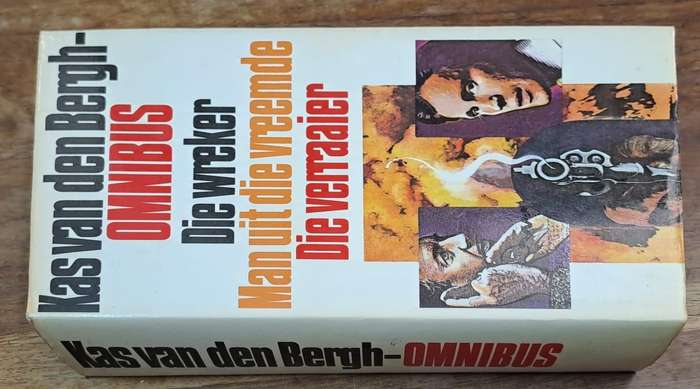 Kas van den Bergh-
OMNIBUS
Die wreker
Man uit die vreemde
Die verraaier
Kas van den Bergh-OMNIBUS